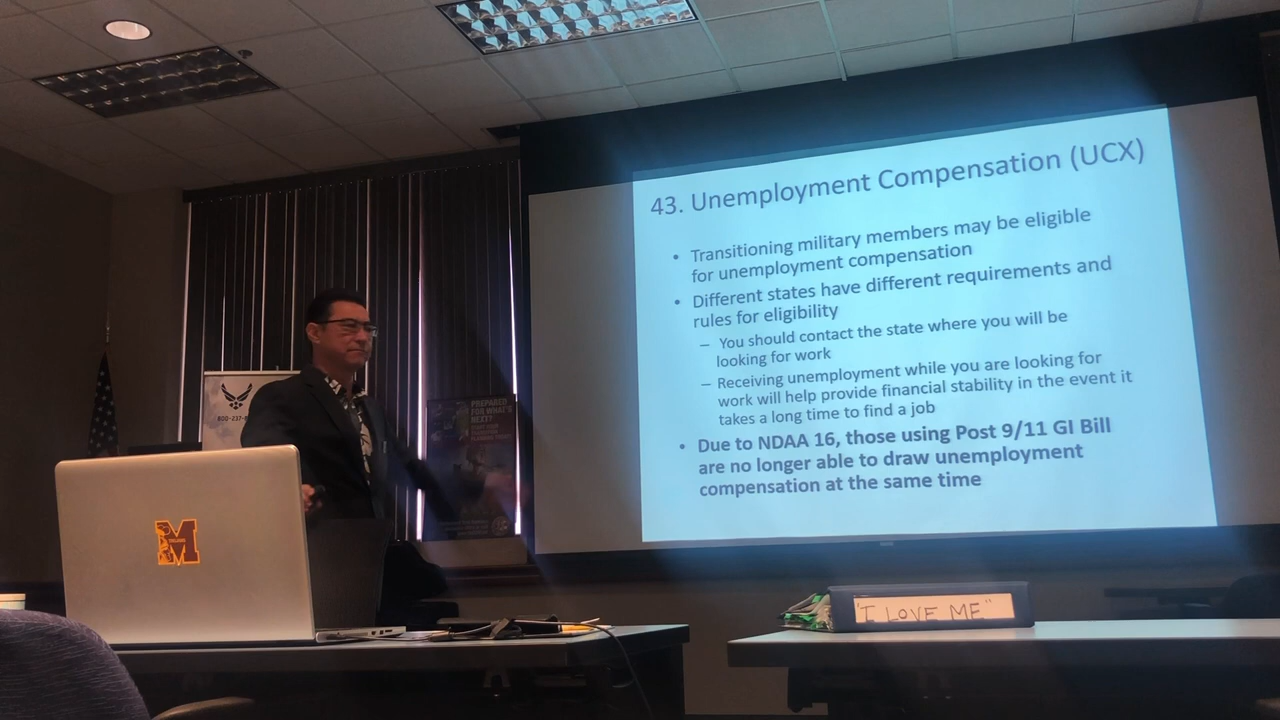 43. Unemployment Compensation (UCX)
• Transitioning military members may be eligible
for unemployment compensation
• Different states have different requirements and
rules for eligibility
– You should contact the state where you will be
looking for work
– Receiving unemployment while you are looking for
work will help provide financial stability in the event it
takes a long time to find a job
• Due to NDAA 16, those using Post 9/11 GI Bill
are no longer able to draw unemployment
compensation at the same time
PREPARED
FOR WHAT'S
NEXT?
800-237-
M
"I LOVE ME"